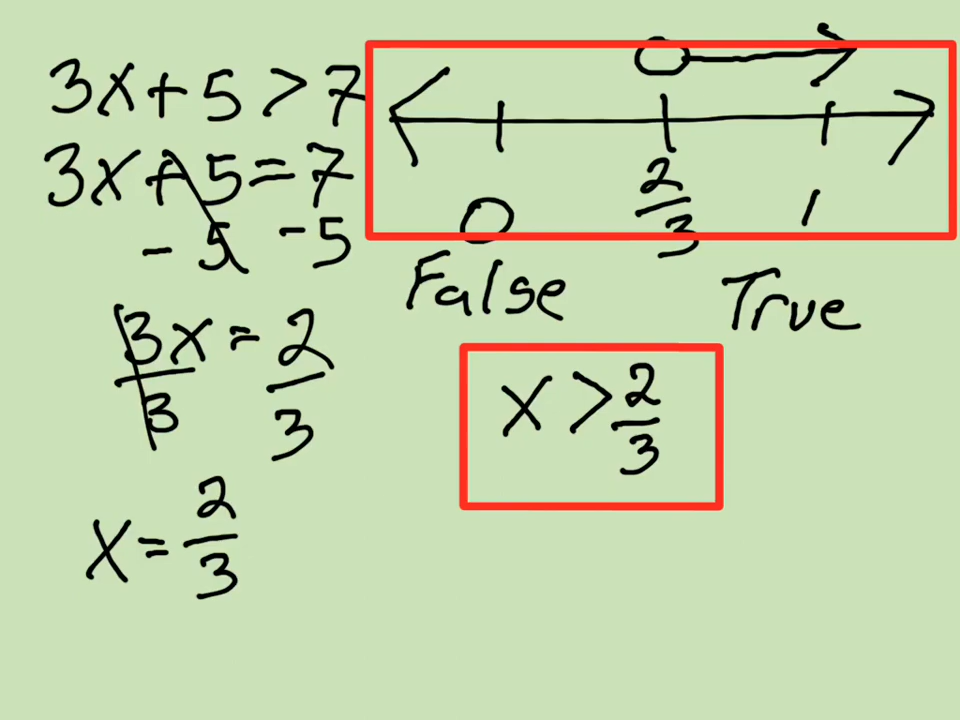 3x+5>7
3x+5=7
-5 -5
3x/3 = 2/3
x=2/3
0 2/3 1
False True
x>2/3